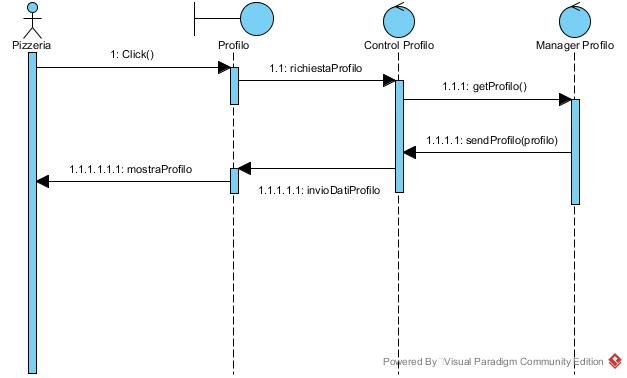 Pizzeria
Profilo
Control Profilo
Manager Profilo
1: Click()
1.1: richiestaProfilo
1.1.1: getProfilo()
1.1.1.1: sendProfilo(profilo)
1.1.1.1.1.1: mostraProfilo
1.1.1.1.1: invioDatiProfilo
Powered By Visual Paradigm Community Edition